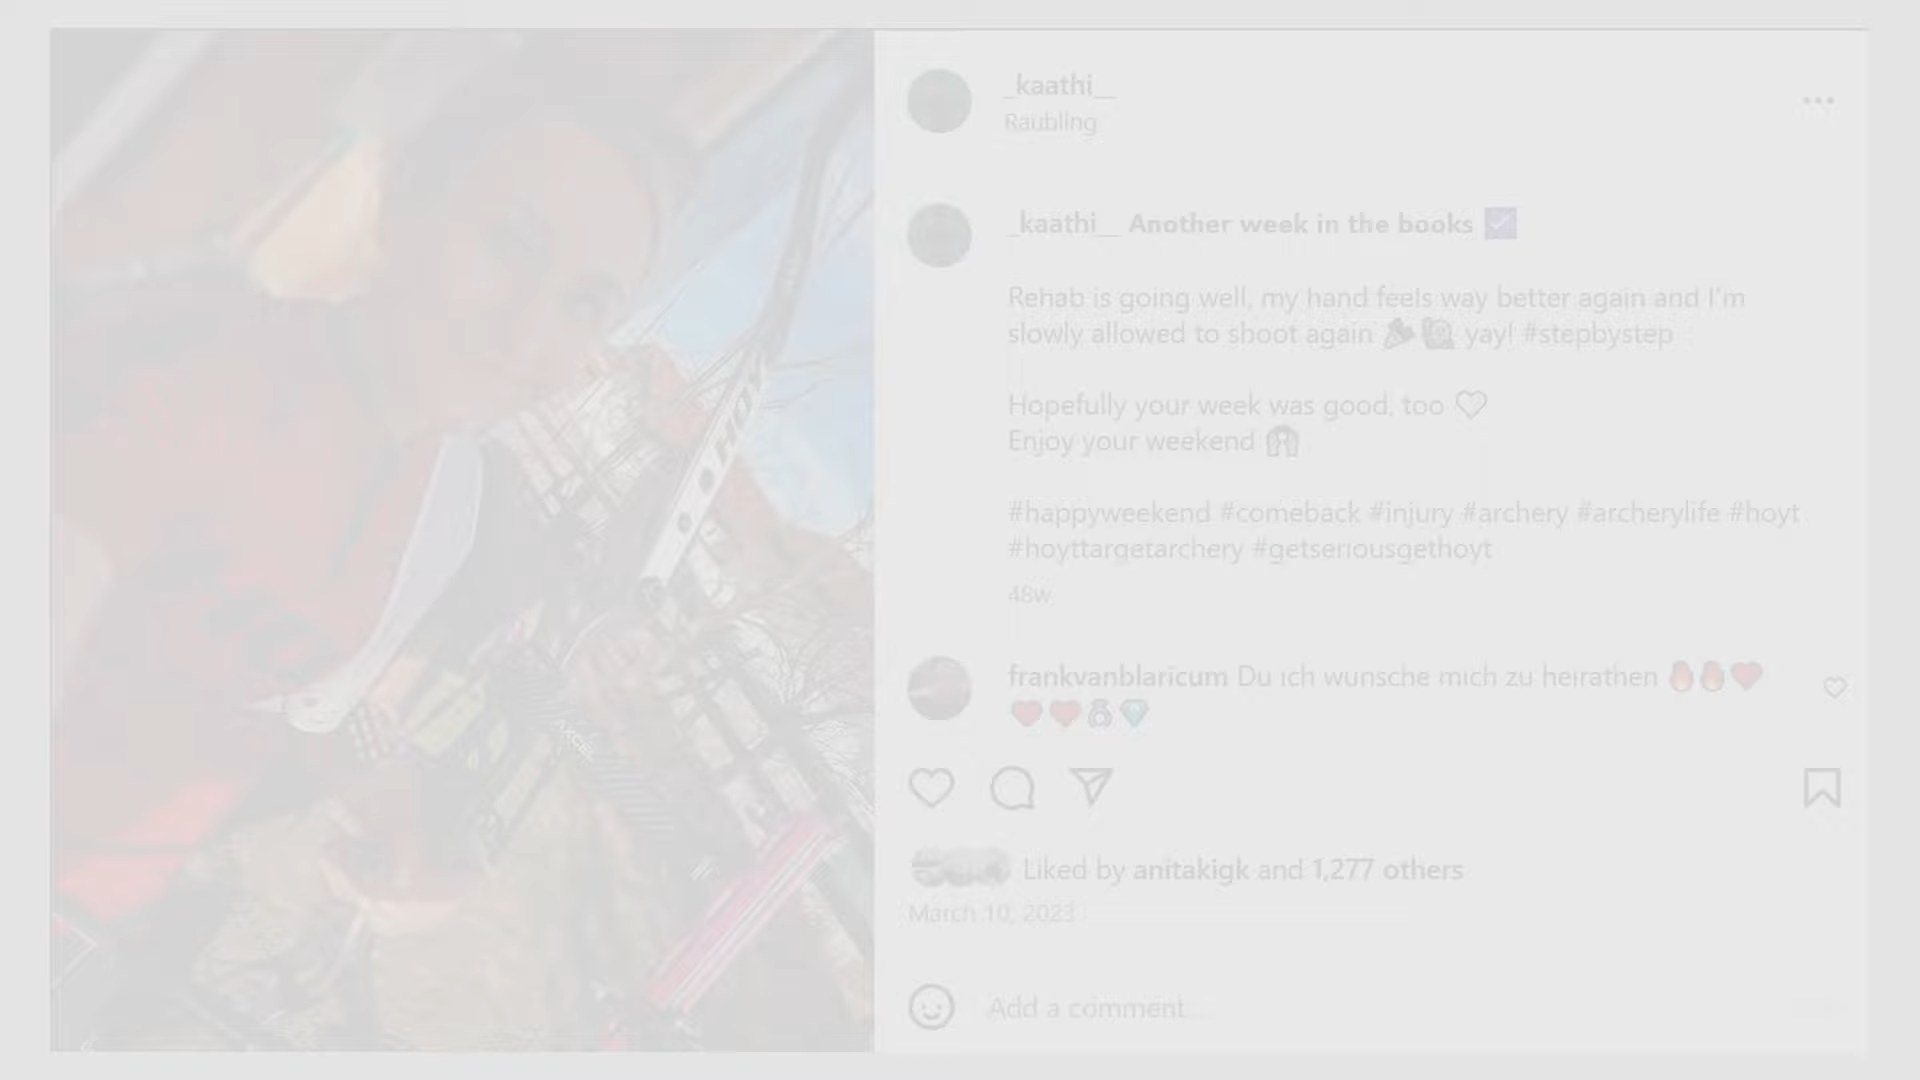 _kaathi__
Raubling
_kaathi__ Another week in the books
Rehab is going well, my hand feels way better again and I'm
slowly allowed to shoot again yay! #stepbystep
Hopefully your week was good, too
Enjoy your weekend
#happyweekend #comeback #injury #archery #archerylife #hoyt
#hoyttargetarchery #getseriousgethoyt
48w
frankvanblaricum Du ich wunsche mich zu heirathen
Liked by anitakigk and 1,277 others
March 10, 2023
Add a comment...
HOYT
AXCEL